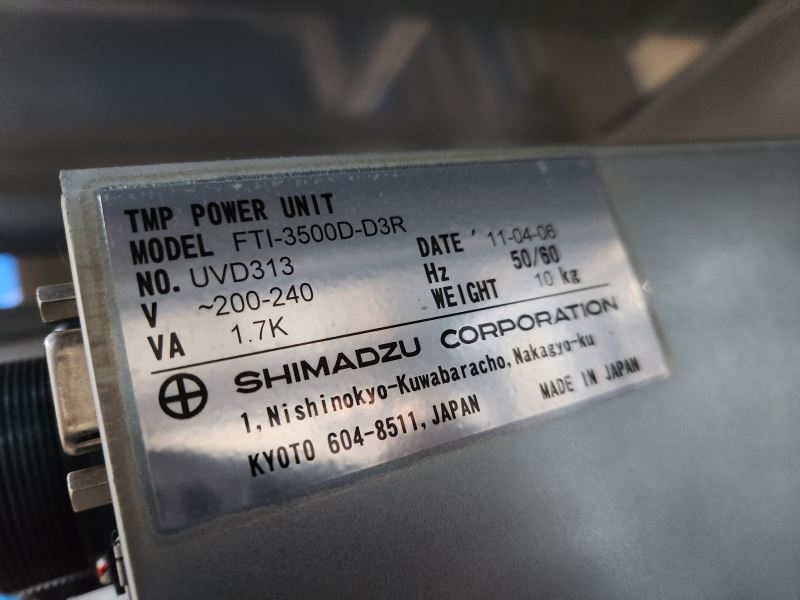 TMP POWER UNIT
MODEL FTI-3500D-D3R
NO. UVD313
DATE ' 11-04-06
V ~200-240
Hz 50/60
VA 1.7K
WEIGHT 10 kg
SHIMADZU CORPORATION
1, Nishinokyo-Kuwabaracho, Nakagyo-ku
KYOTO 604-8511, JAPAN
MADE IN JAPAN